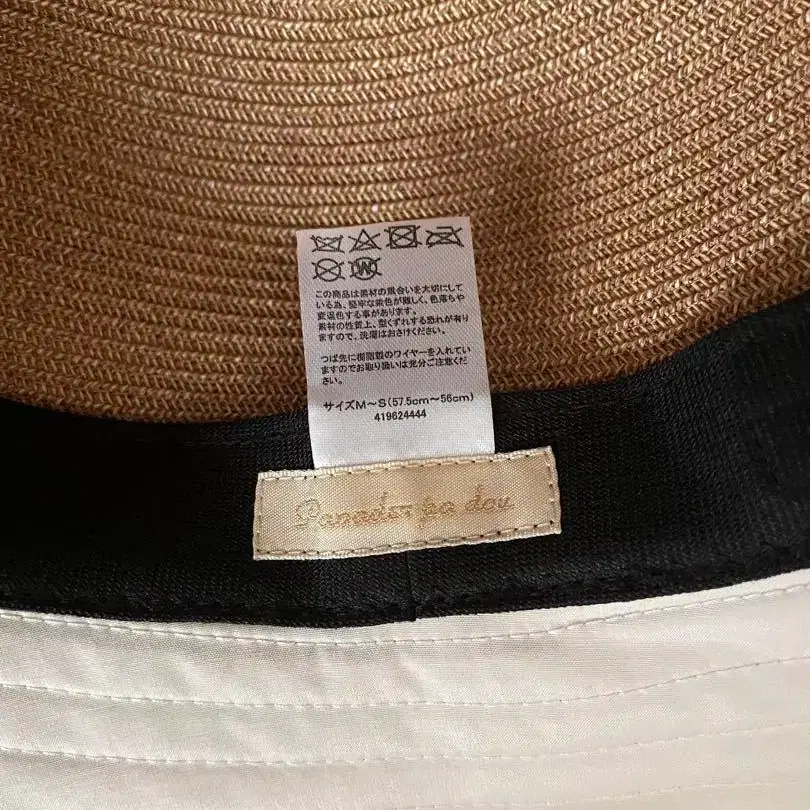 この商品は素材の風合いを大切にして
いる為、堅牢な染色が難しく、色落ちや
変退色する事があります。
素材の性質上、型くずれする恐れが有り
ますので、洗濯はおさけください。
つば先に樹脂製のワイヤーを入れてい
ますのでお取り扱いは充分ご注意くださ
い。
サイズM〜S(57.5cm〜56cm)
419624444
Panador pa dou